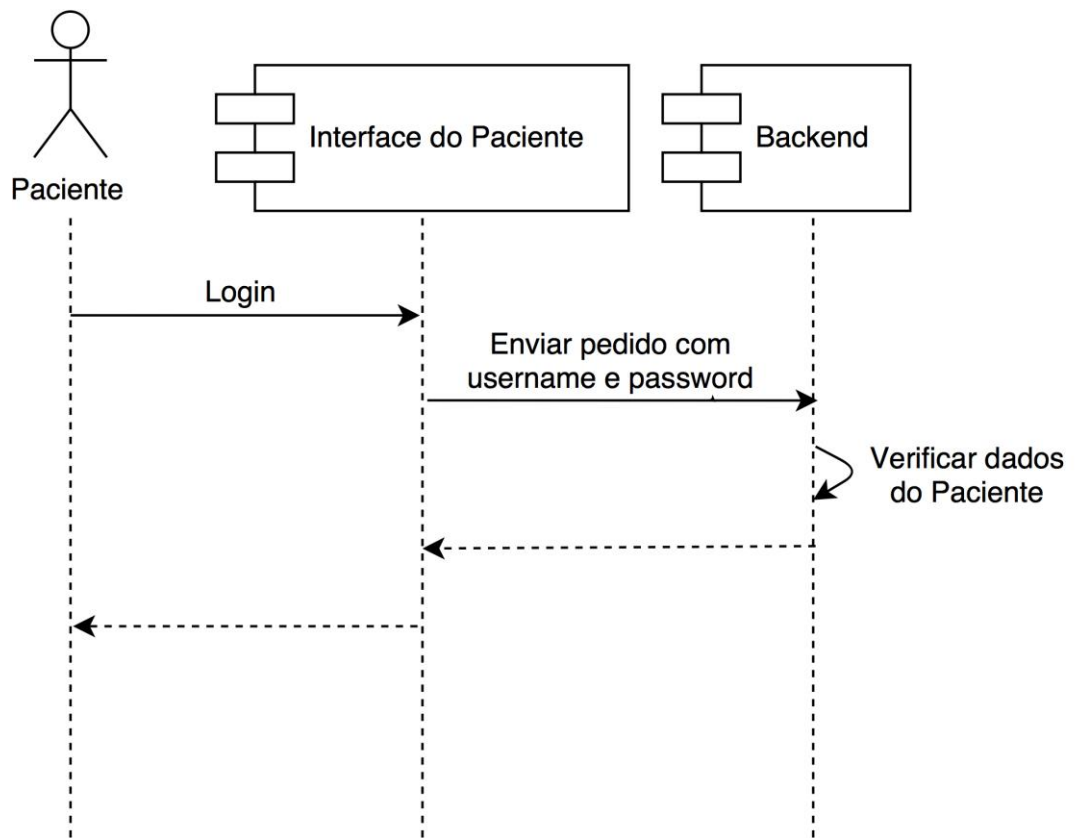 Paciente
Interface do Paciente
Backend
Login
Enviar pedido com
username e password
Verificar dados
do Paciente